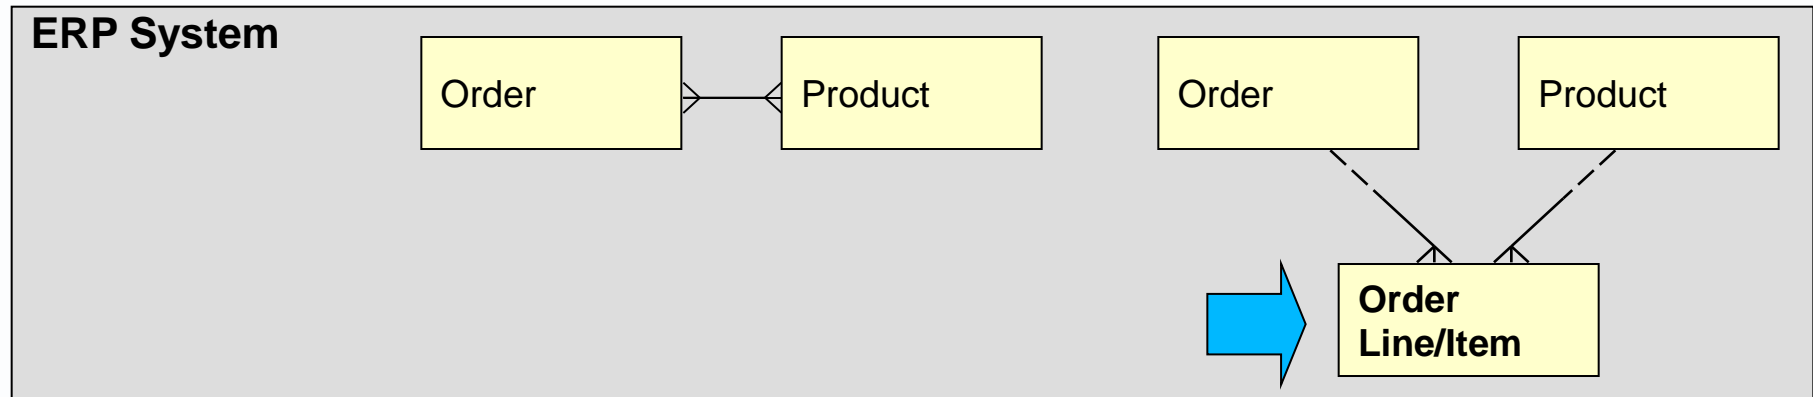 ERP System
Order
Product
Order
Product
Order
Line/Item